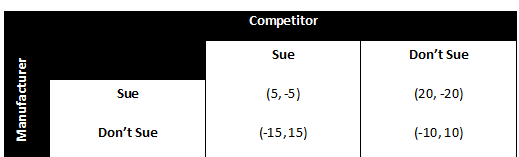 Competitor
Manufacturer
Sue Don’t Sue
Sue (5, -5) (20, -20)
Don’t Sue (-15, 15) (-10, 10)